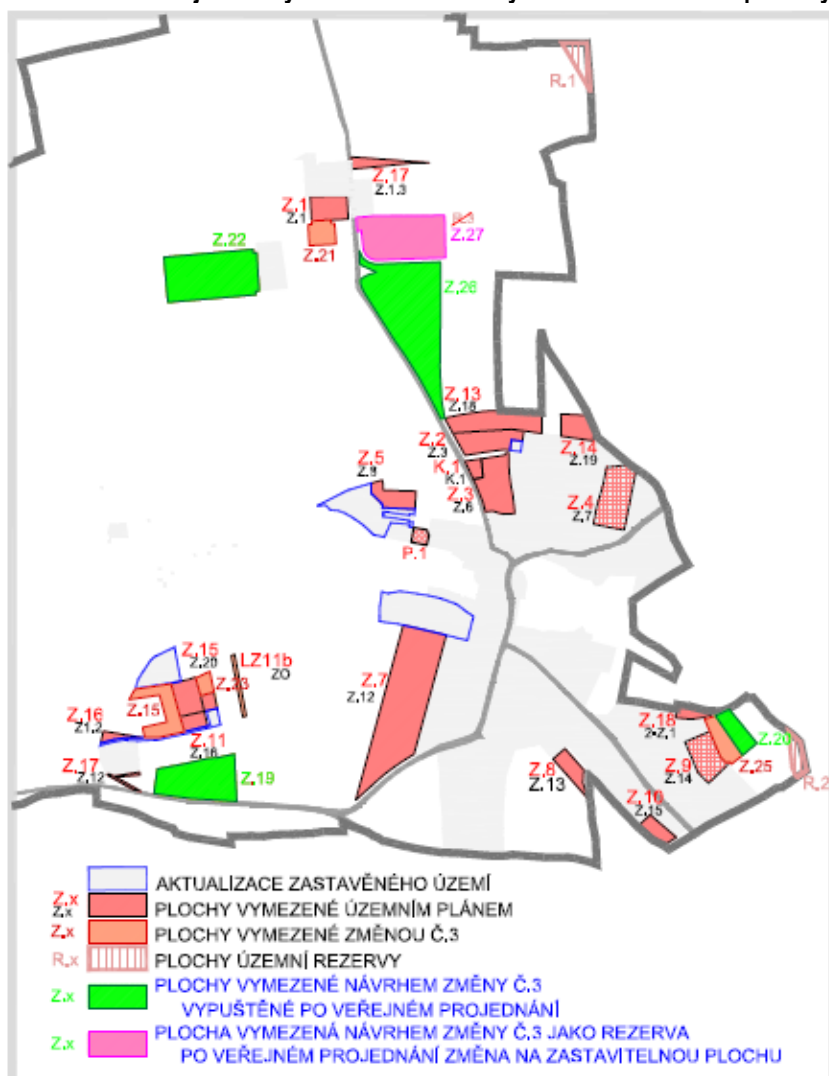 R.1
Z.17
Z.1.3
Z.1
Z.1
Z.21
R.3
Z.27
Z.22
Z.26
Z.13
Z.18
Z.2
Z.3
Z.14
Z.19
K.1
K.1
Z.5
Z.8
Z.3
Z.6
Z.4
Z.7
P.1
Z.15
Z.20
LZ11b
ZO
Z.23
Z.15
Z.7
Z.12
Z.16
Z1.2
Z.11
Z.16
Z.17
Z.12
Z.19
Z.18
2-Z.1
Z.20
Z.9
Z.14
Z.25
R.2
Z.8
Z.13
Z.10
Z.15
AKTUALIZACE ZASTAVĚNÉHO ÚZEMÍ
Z.x
Z.x
PLOCHY VYMEZENÉ ÚZEMNÍM PLÁNEM
Z.x PLOCHY VYMEZENÉ ZMĚNOU Č.3
R.x PLOCHY ÚZEMNÍ REZERVY
Z.x PLOCHY VYMEZENÉ NÁVRHEM ZMĚNY Č.3
VYPUŠTĚNÉ PO VEŘEJNÉM PROJEDNÁNÍ
Z.x PLOCHA VYMEZENÁ NÁVRHEM ZMĚNY Č.3 JAKO REZERVA
PO VEŘEJNÉM PROJEDNÁNÍ ZMĚNA NA ZASTAVITELNOU PLOCHU